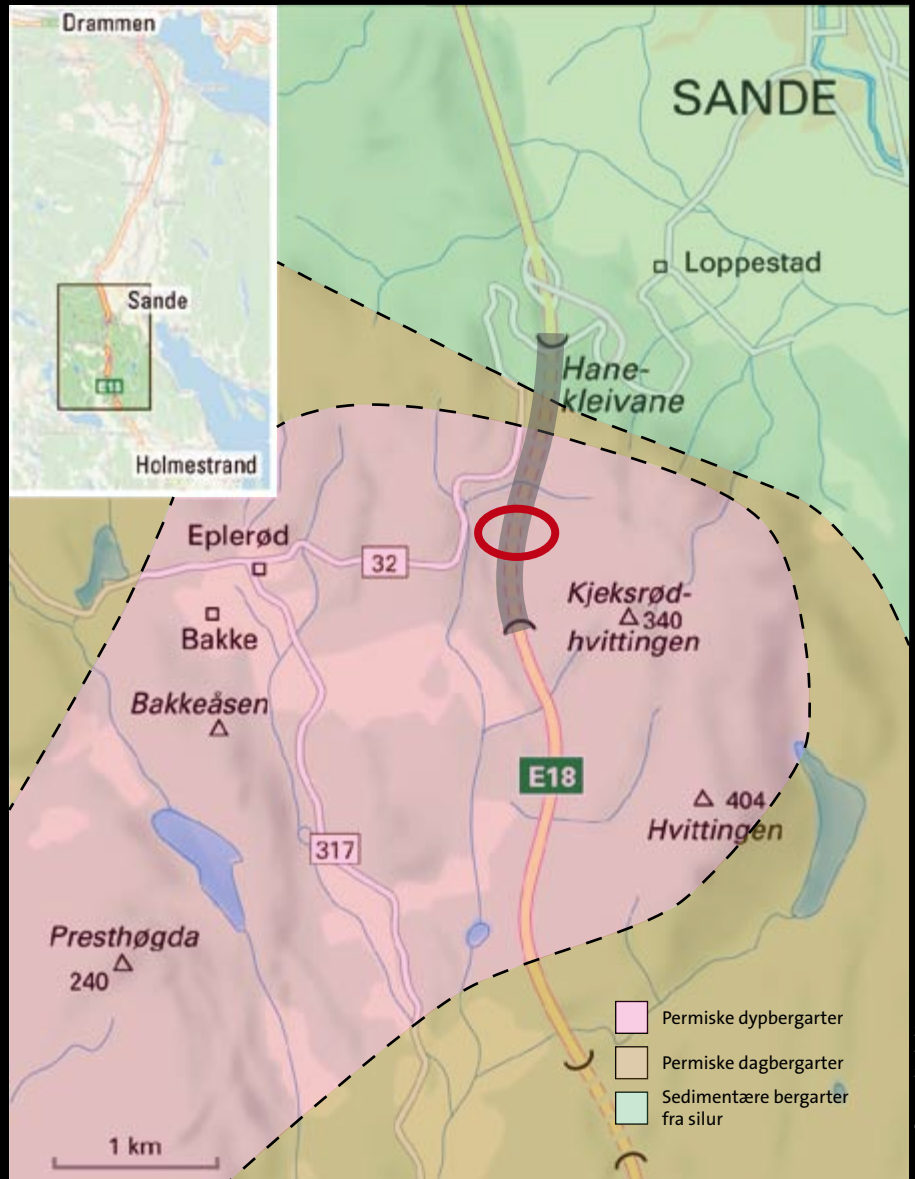 Drammen
Sande
E18
Holmestrand
SANDE
Loppestad
Hane-
kleivane
Eplerød
32
Bakke
Kjeksrød-
340
hvittingen
Bakkeåsen
E18
404
Hvittingen
317
Presthøgda
240
Permiske dypbergarter
Permiske dagbergarter
Sedimentære bergarter
fra silur
1 km